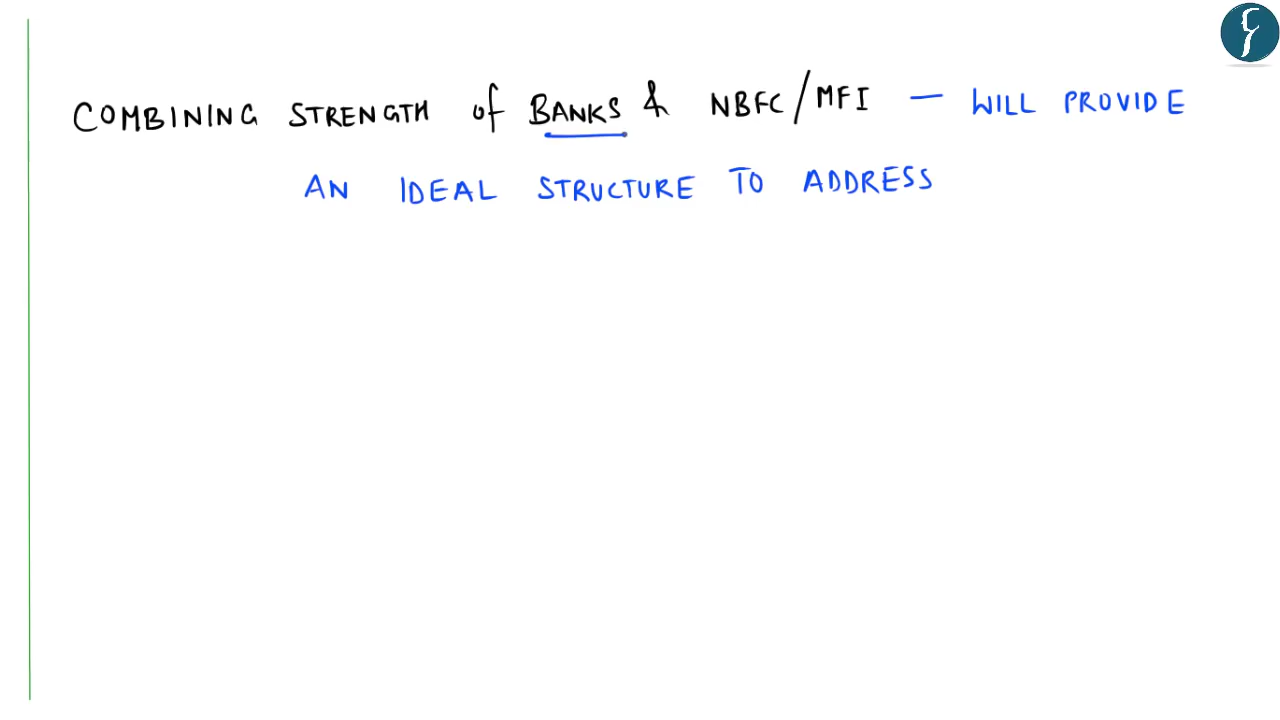 COMBINING STRENGTH of BANKS & NBFC/MFI — WILL PROVIDE
AN IDEAL STRUCTURE TO ADDRESS